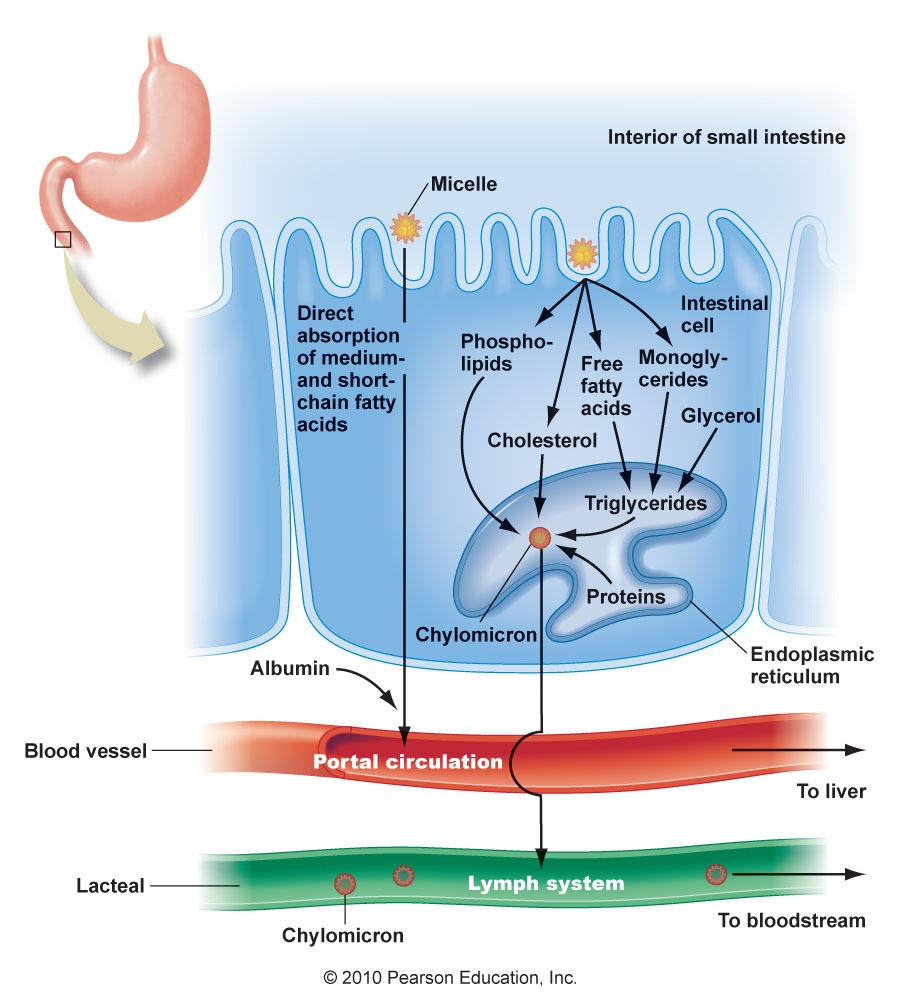 Interior of small intestine
Micelle
Direct
absorption
of medium-
and short-
chain fatty
acids
Phospho-
lipids
Cholesterol
Free
fatty
acids
Intestinal
cell
Monogly-
cerides
Glycerol
Triglycerides
Proteins
Chylomicron
Endoplasmic
reticulum
Albumin
Blood vessel
Portal circulation
To liver
Lacteal
Lymph system
To bloodstream
Chylomicron
© 2010 Pearson Education, Inc.